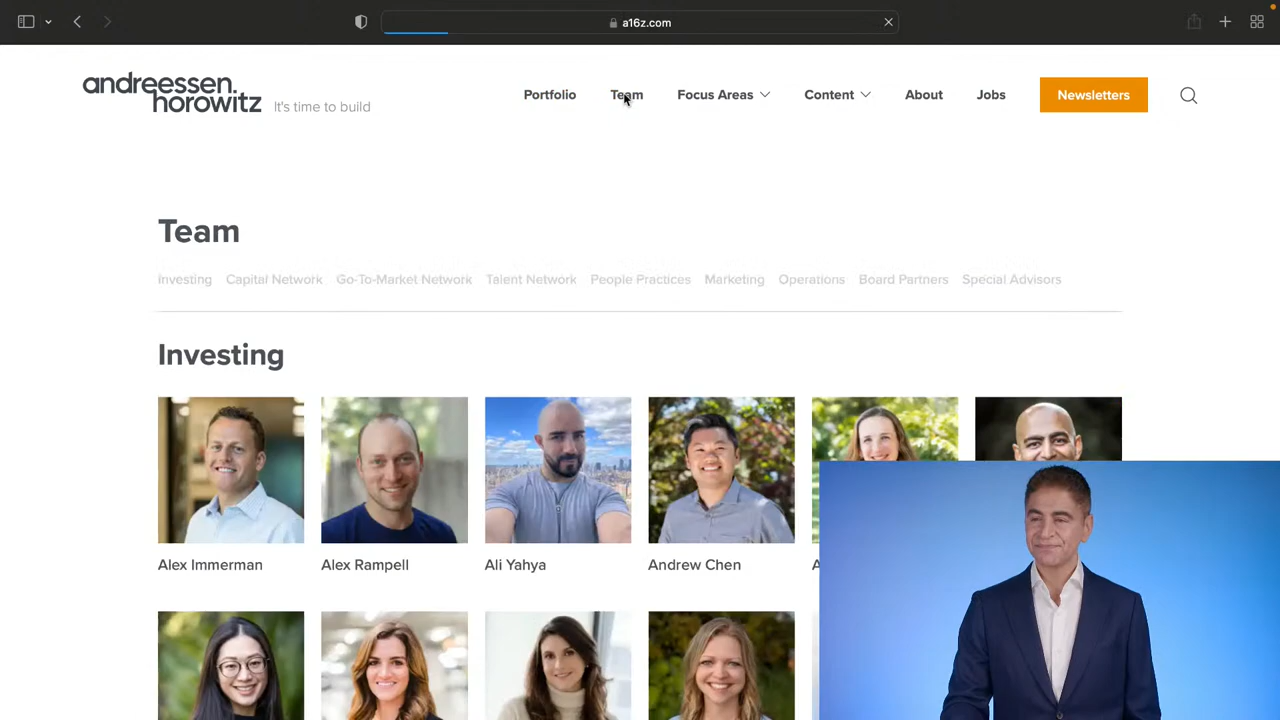 a16z.com
andreessen.
horowitz
It's time to build
Portfolio Team Focus Areas Content About Jobs Newsletters
Team
Investing Capital Network Go-To-Market Network Talent Network People Practices Marketing Operations Board Partners Special Advisors
Investing
Alex Immerman Alex Rampell Ali Yahya Andrew Chen